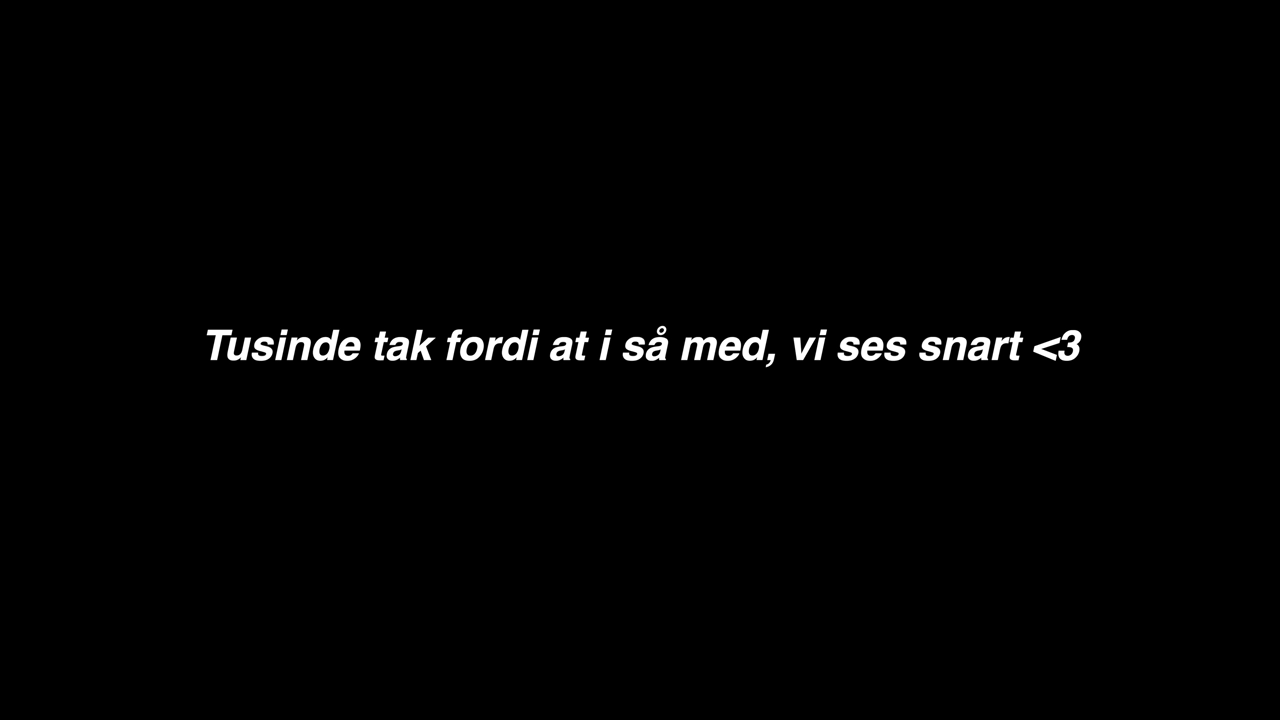 Tusinde tak fordi at i så med, vi ses snart <3